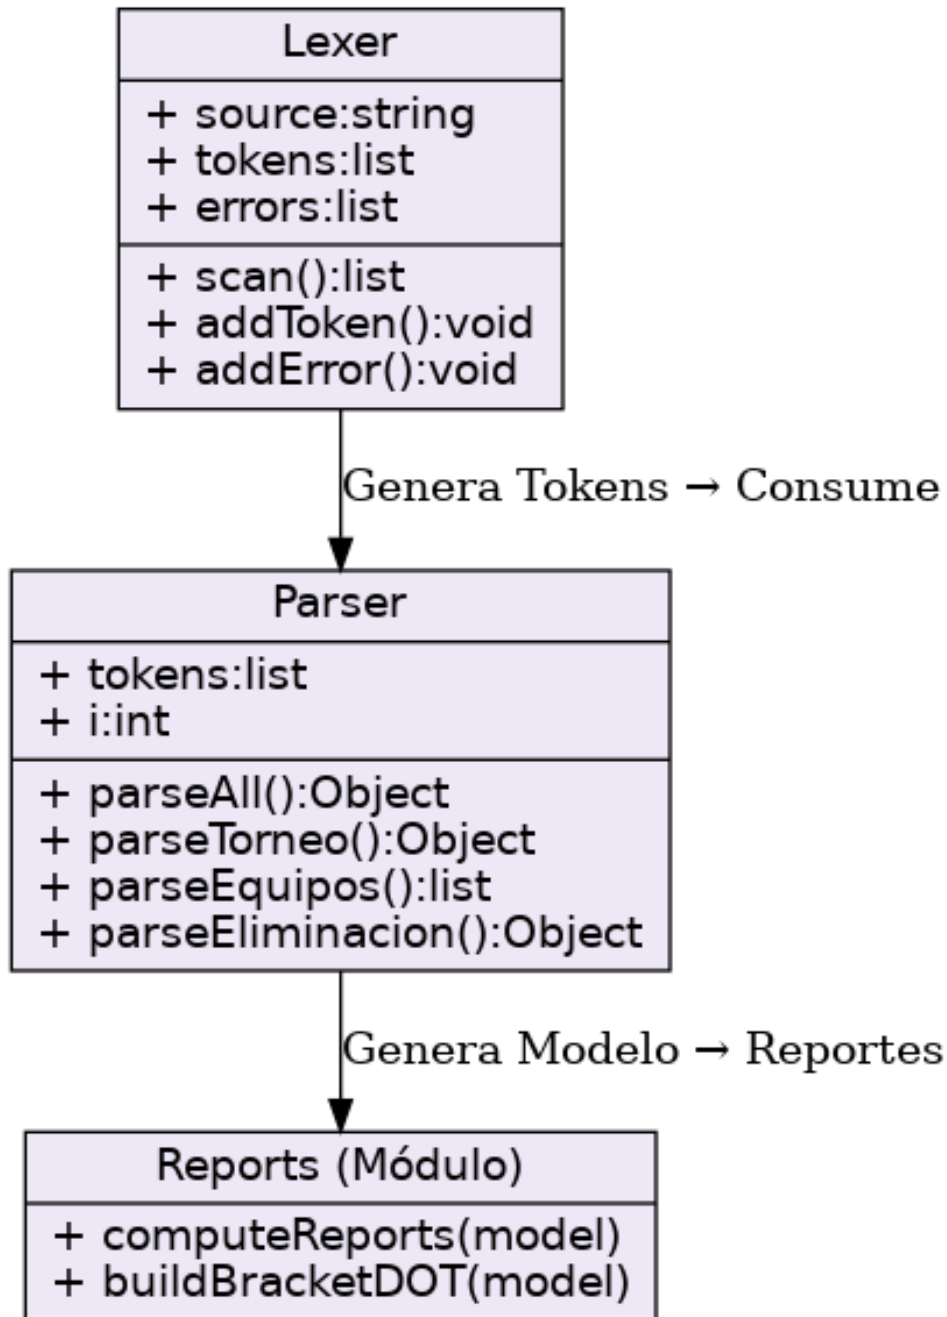 Lexer
+ source:string
+ tokens:list
+ errors:list
+ scan():list
+ addToken():void
+ addError():void
Genera Tokens → Consume
Parser
+ tokens:list
+ i:int
+ parseAll():Object
+ parseTorneo():Object
+ parseEquipos():list
+ parseEliminacion():Object
Genera Modelo → Reportes
Reports (Módulo)
+ computeReports(model)
+ buildBracketDOT(model)